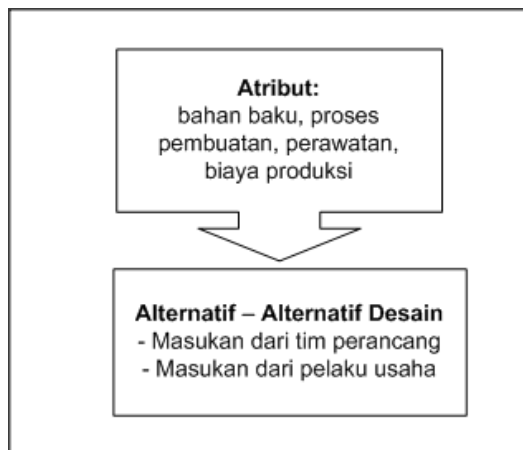 Atribut:
bahan baku, proses
pembuatan, perawatan,
biaya produksi
Alternatif – Alternatif Desain
- Masukan dari tim perancang
- Masukan dari pelaku usaha